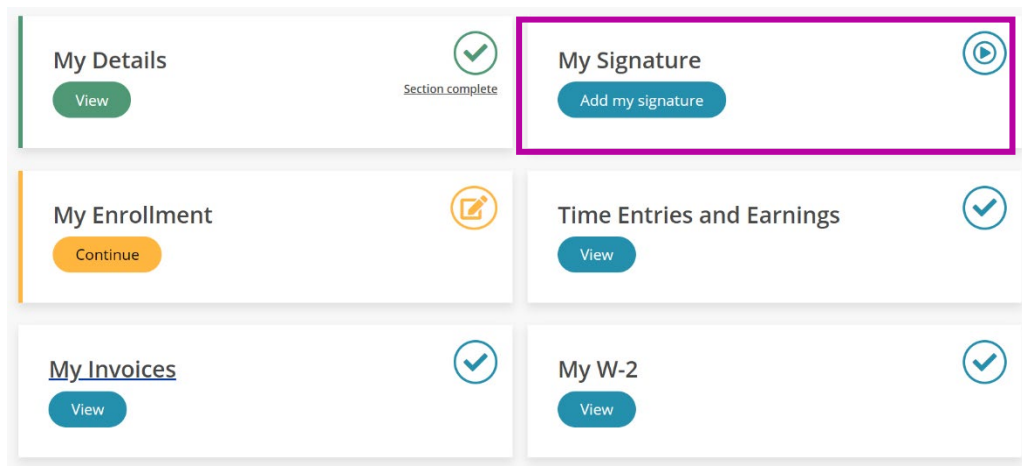 My Details
View
Section complete
My Signature
Add my signature
My Enrollment
Continue
Time Entries and Earnings
View
My Invoices
View
My W-2
View